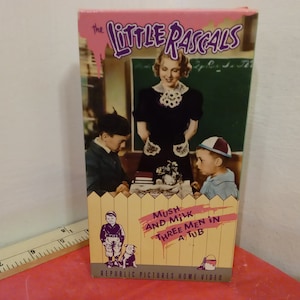 the LITTLE RASCALS
MUSH
AND MILK
THREE MEN IN
A TUB
REPUBLIC PICTURES HOME VIDEO